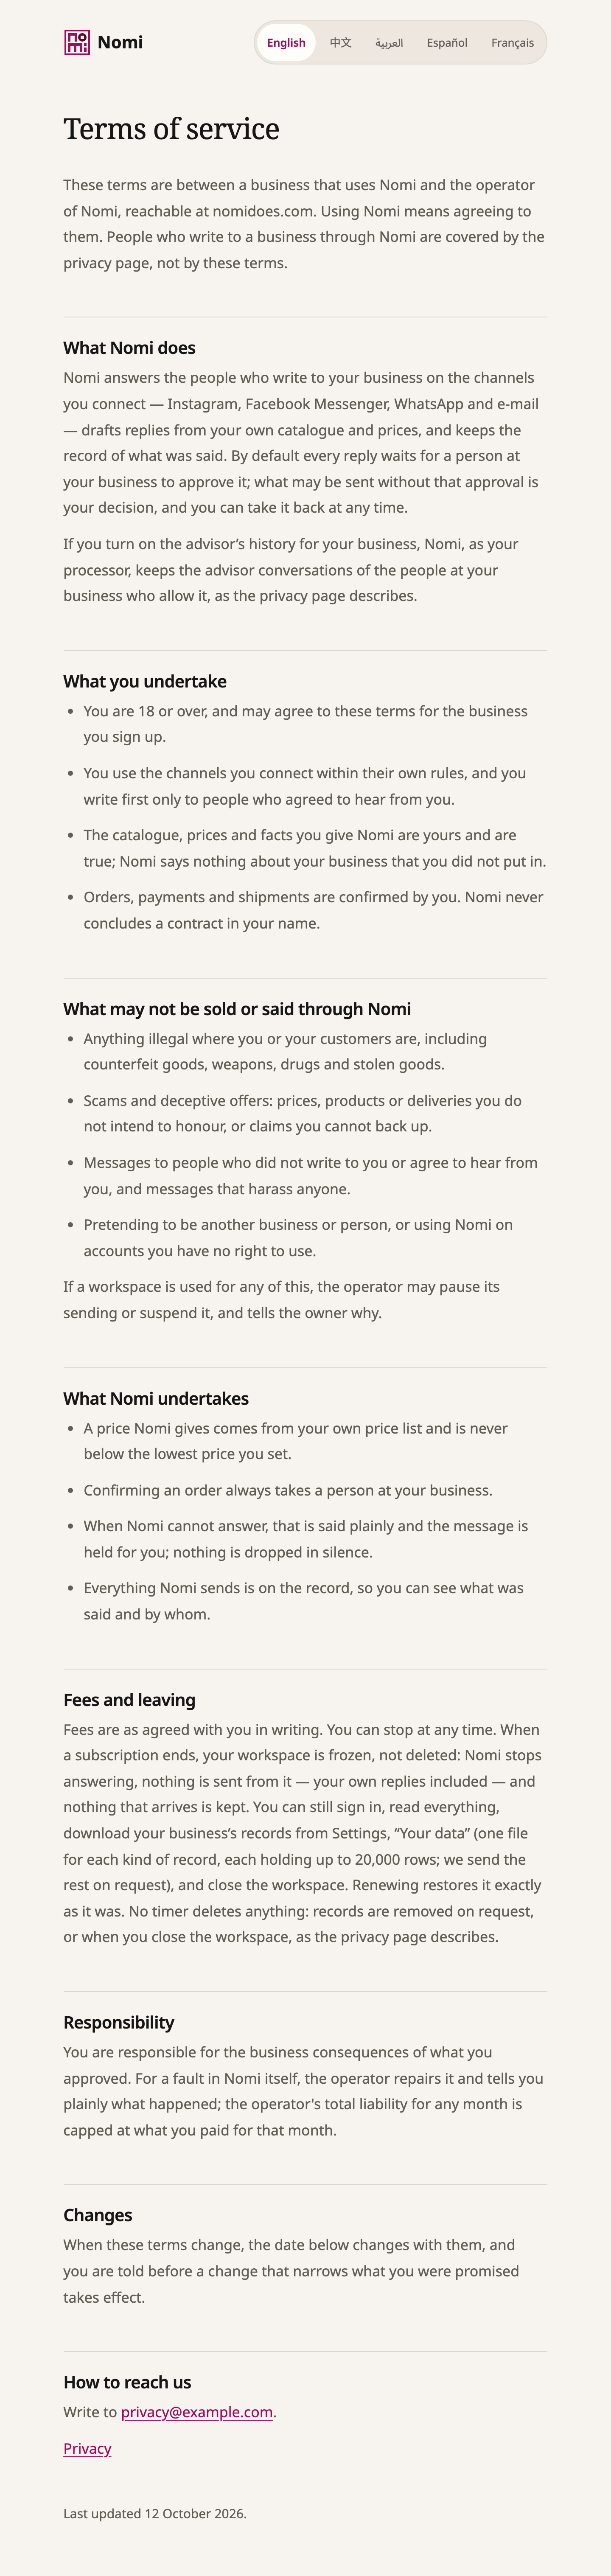 Nomi
English 中文 العربية Español Français
Terms of service
These terms are between a business that uses Nomi and the operator
of Nomi, reachable at nomidoes.com. Using Nomi means agreeing to
them. People who write to a business through Nomi are covered by the
privacy page, not by these terms.
What Nomi does
Nomi answers the people who write to your business on the channels
you connect — Instagram, Facebook Messenger, WhatsApp and e-mail
— drafts replies from your own catalogue and prices, and keeps the
record of what was said. By default every reply waits for a person at
your business to approve it; what may be sent without that approval is
your decision, and you can take it back at any time.
If you turn on the advisor’s history for your business, Nomi, as your
processor, keeps the advisor conversations of the people at your
business who allow it, as the privacy page describes.
What you undertake
• You are 18 or over, and may agree to these terms for the business
you sign up.
• You use the channels you connect within their own rules, and you
write first only to people who agreed to hear from you.
• The catalogue, prices and facts you give Nomi are yours and are
true; Nomi says nothing about your business that you did not put in.
• Orders, payments and shipments are confirmed by you. Nomi never
concludes a contract in your name.
What may not be sold or said through Nomi
• Anything illegal where you or your customers are, including
counterfeit goods, weapons, drugs and stolen goods.
• Scams and deceptive offers: prices, products or deliveries you do
not intend to honour, or claims you cannot back up.
• Messages to people who did not write to you or agree to hear from
you, and messages that harass anyone.
• Pretending to be another business or person, or using Nomi on
accounts you have no right to use.
If a workspace is used for any of this, the operator may pause its
sending or suspend it, and tells the owner why.
What Nomi undertakes
• A price Nomi gives comes from your own price list and is never
below the lowest price you set.
• Confirming an order always takes a person at your business.
• When Nomi cannot answer, that is said plainly and the message is
held for you; nothing is dropped in silence.
• Everything Nomi sends is on the record, so you can see what was
said and by whom.
Fees and leaving
Fees are as agreed with you in writing. You can stop at any time. When
a subscription ends, your workspace is frozen, not deleted: Nomi stops
answering, nothing is sent from it — your own replies included — and
nothing that arrives is kept. You can still sign in, read everything,
download your business’s records from Settings, “Your data” (one file
for each kind of record, each holding up to 20,000 rows; we send the
rest on request), and close the workspace. Renewing restores it exactly
as it was. No timer deletes anything: records are removed on request,
or when you close the workspace, as the privacy page describes.
Responsibility
You are responsible for the business consequences of what you
approved. For a fault in Nomi itself, the operator repairs it and tells you
plainly what happened; the operator's total liability for any month is
capped at what you paid for that month.
Changes
When these terms change, the date below changes with them, and
you are told before a change that narrows what you were promised
takes effect.
How to reach us
Write to privacy@example.com.
Privacy
Last updated 12 October 2026.